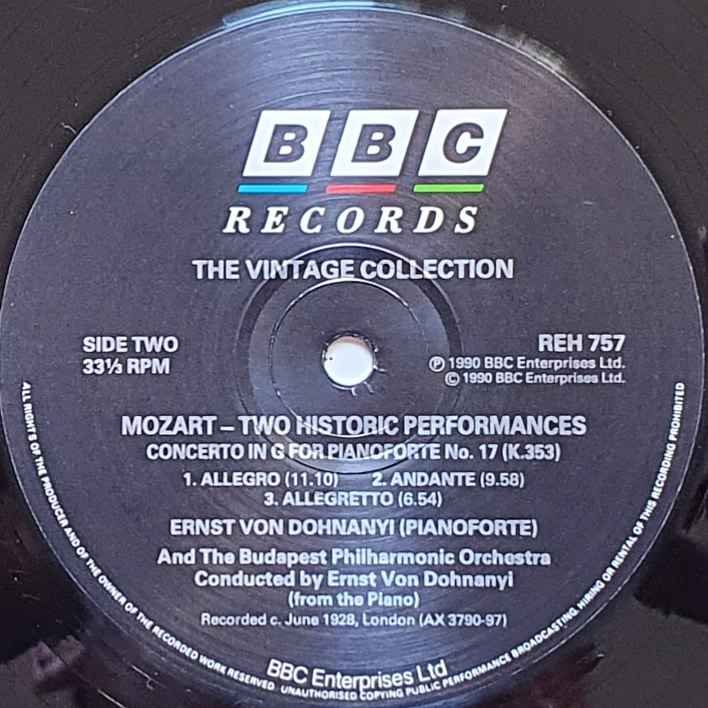 BBC
RECORDS
THE VINTAGE COLLECTION
SIDE TWO
33⅓ RPM
REH 757
Ⓟ 1990 BBC Enterprises Ltd.
© 1990 BBC Enterprises Ltd.
MOZART – TWO HISTORIC PERFORMANCES
CONCERTO IN G FOR PIANOFORTE No. 17 (K.353)
1. ALLEGRO (11.10) 2. ANDANTE (9.58)
3. ALLEGRETTO (6.54)
ERNST VON DOHNANYI (PIANOFORTE)
And The Budapest Philharmonic Orchestra
Conducted by Ernst Von Dohnanyi
(from the Piano)
Recorded c. June 1928, London (AX 3790-97)
BBC Enterprises Ltd
ALL RIGHTS OF THE PRODUCER AND OF THE OWNER OF THE RECORDED WORK RESERVED. UNAUTHORISED COPYING PUBLIC PERFORMANCE BROADCASTING, HIRING OR RENTAL OF THIS RECORDING PROHIBITED